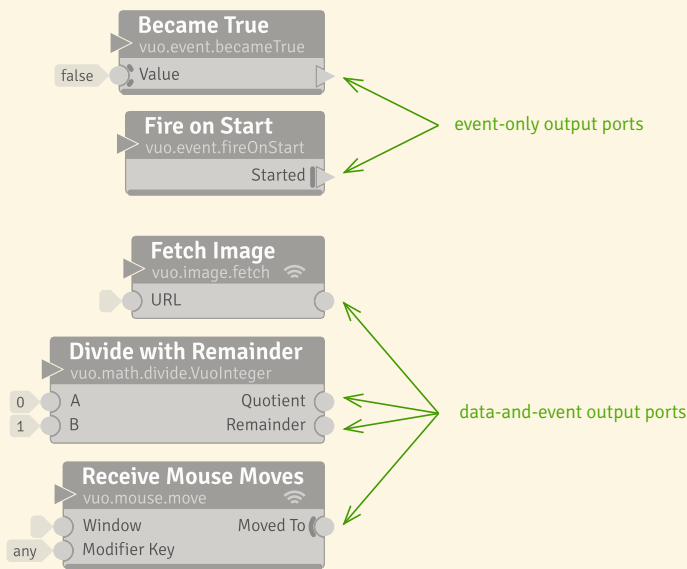 Became True
vuo.event.becameTrue
false
Value
event-only output ports
Fire on Start
vuo.event.fireOnStart
Started
Fetch Image
vuo.image.fetch
URL
Divide with Remainder
vuo.math.divide.VuoInteger
0 A Quotient
1 B Remainder
data-and-event output ports
Receive Mouse Moves
vuo.mouse.move
Window Moved To
any Modifier Key